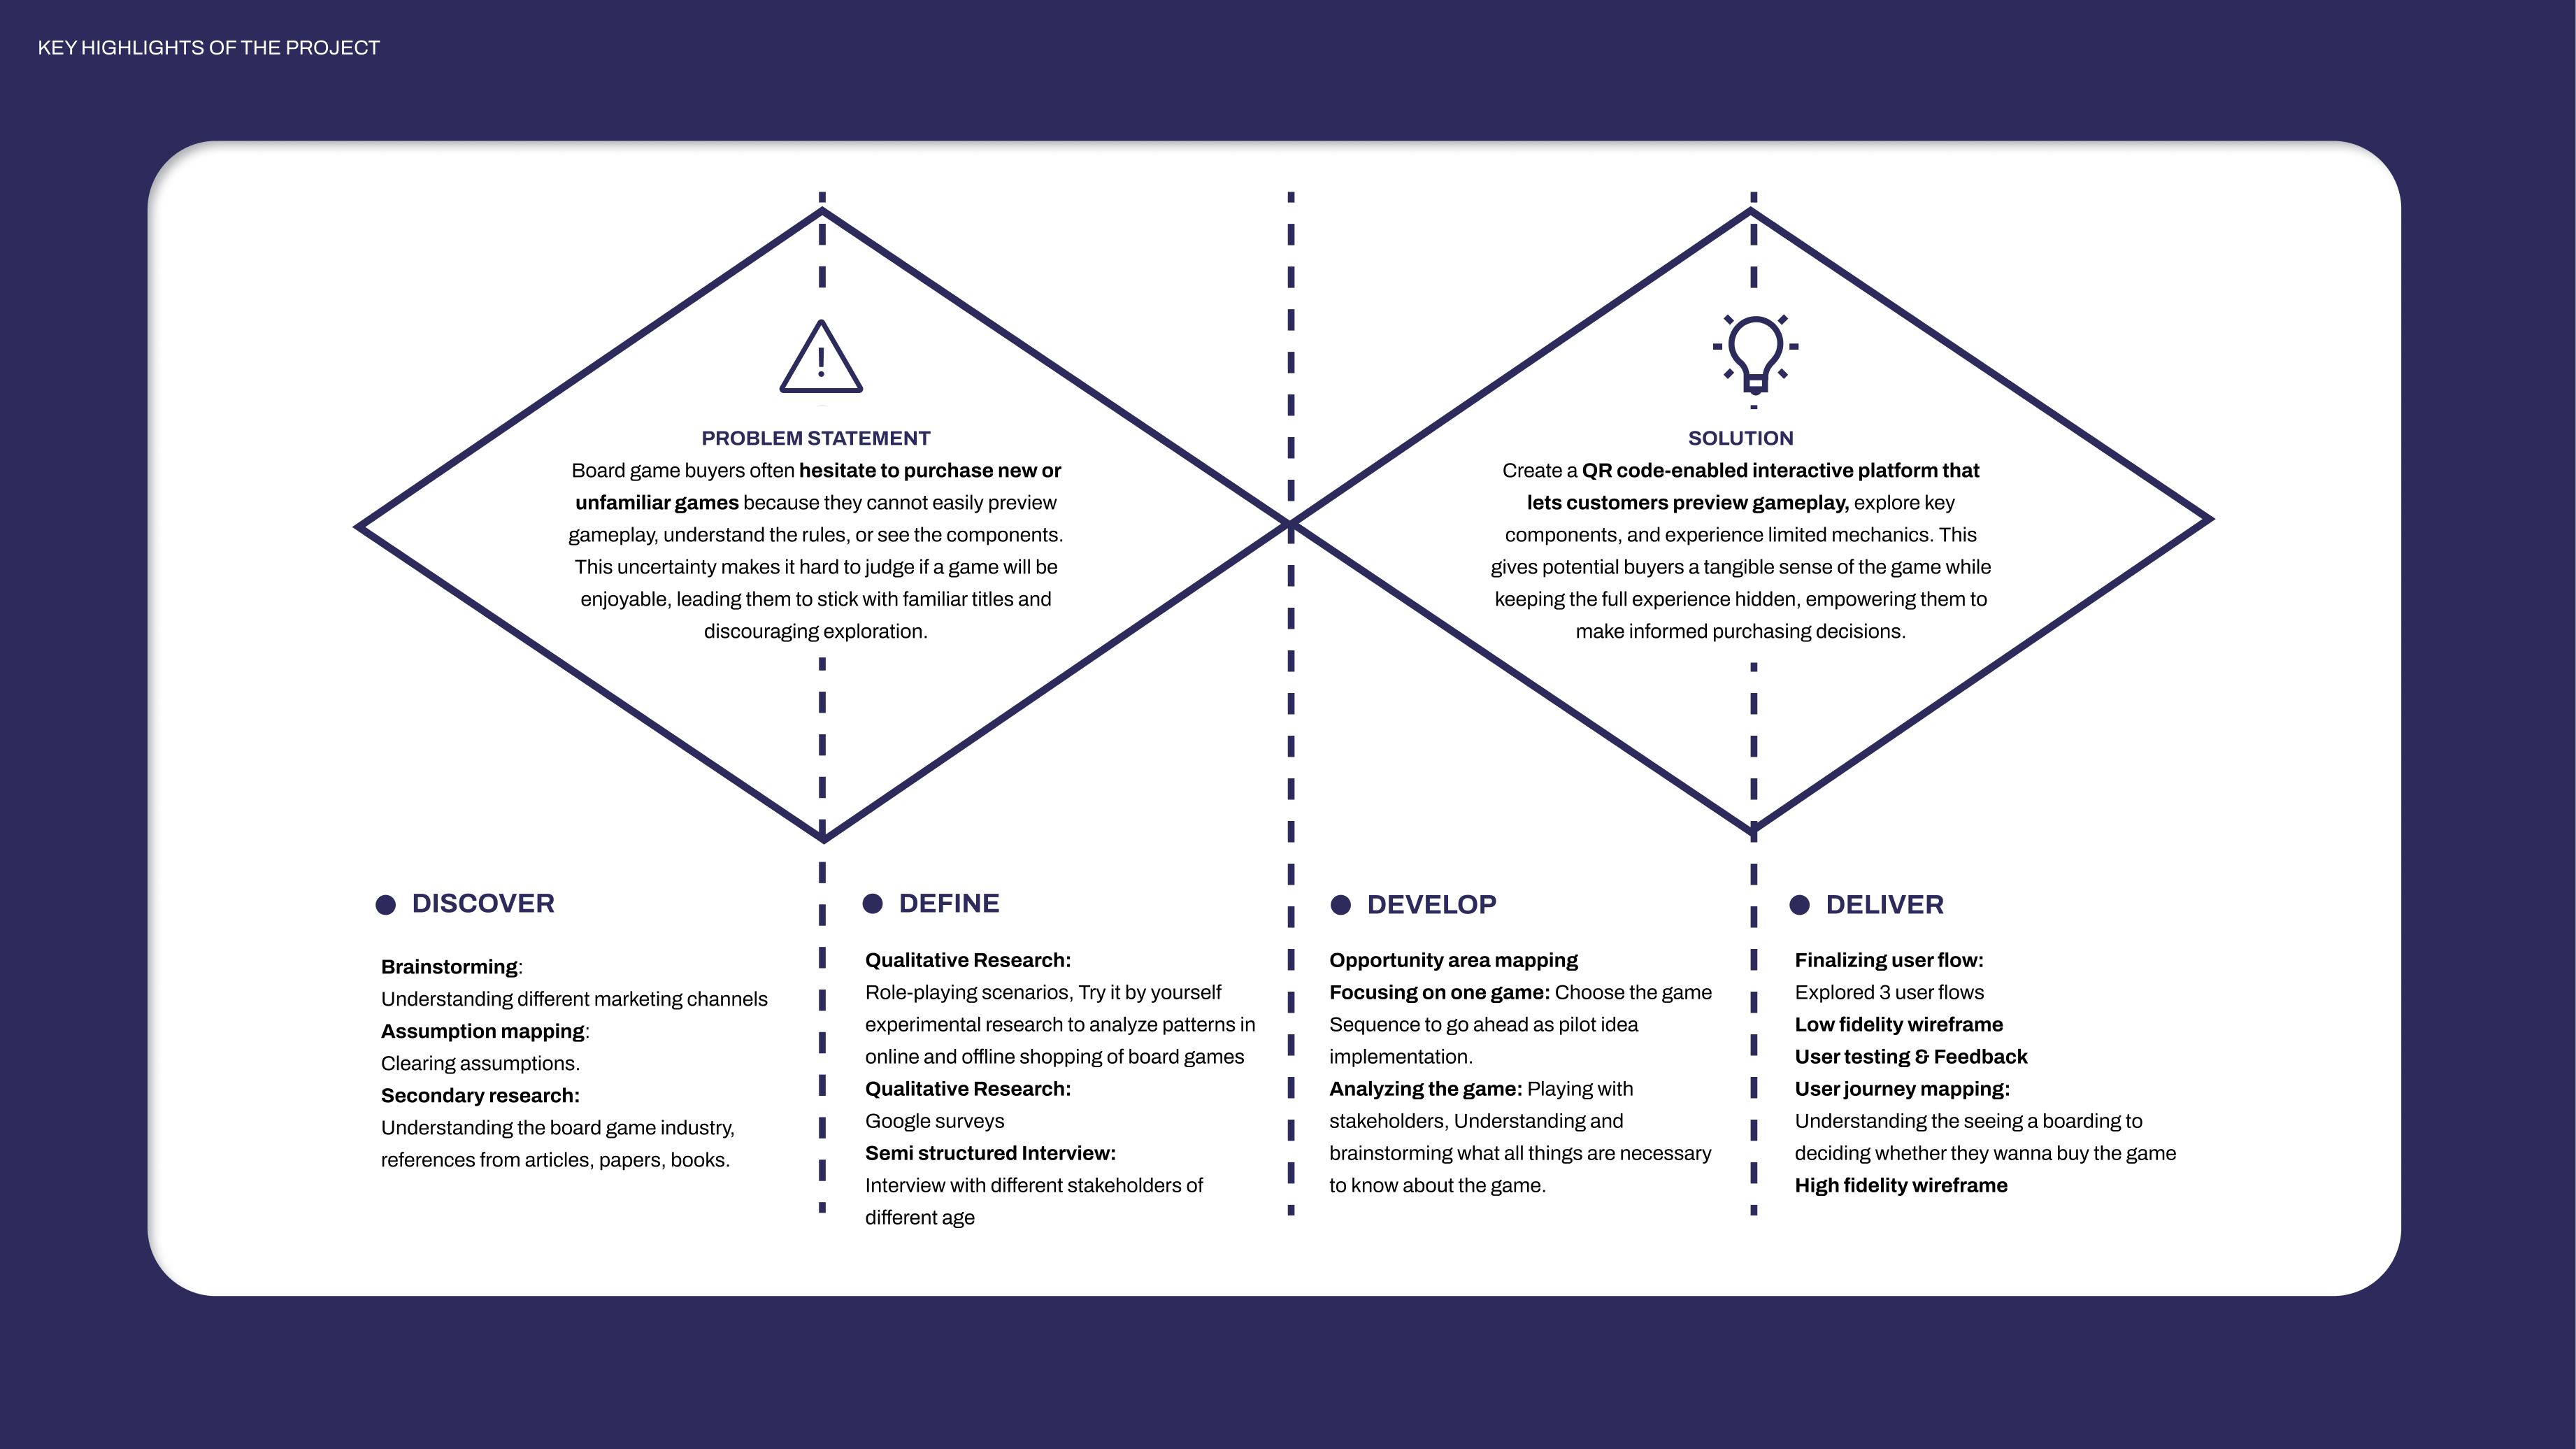 KEY HIGHLIGHTS OF THE PROJECT
PROBLEM STATEMENT
Board game buyers often hesitate to purchase new or
unfamiliar games because they cannot easily preview
gameplay, understand the rules, or see the components.
This uncertainty makes it hard to judge if a game will be
enjoyable, leading them to stick with familiar titles and
discouraging exploration.
SOLUTION
Create a QR code-enabled interactive platform that
lets customers preview gameplay, explore key
components, and experience limited mechanics. This
gives potential buyers a tangible sense of the game while
keeping the full experience hidden, empowering them to
make informed purchasing decisions.
DISCOVER
Brainstorming:
Understanding different marketing channels
Assumption mapping:
Clearing assumptions.
Secondary research:
Understanding the board game industry,
references from articles, papers, books.
DEFINE
Qualitative Research:
Role-playing scenarios, Try it by yourself
experimental research to analyze patterns in
online and offline shopping of board games
Qualitative Research:
Google surveys
Semi structured Interview:
Interview with different stakeholders of
different age
DEVELOP
Opportunity area mapping
Focusing on one game: Choose the game
Sequence to go ahead as pilot idea
implementation.
Analyzing the game: Playing with
stakeholders, Understanding and
brainstorming what all things are necessary
to know about the game.
DELIVER
Finalizing user flow:
Explored 3 user flows
Low fidelity wireframe
User testing & Feedback
User journey mapping:
Understanding the seeing a boarding to
deciding whether they wanna buy the game
High fidelity wireframe